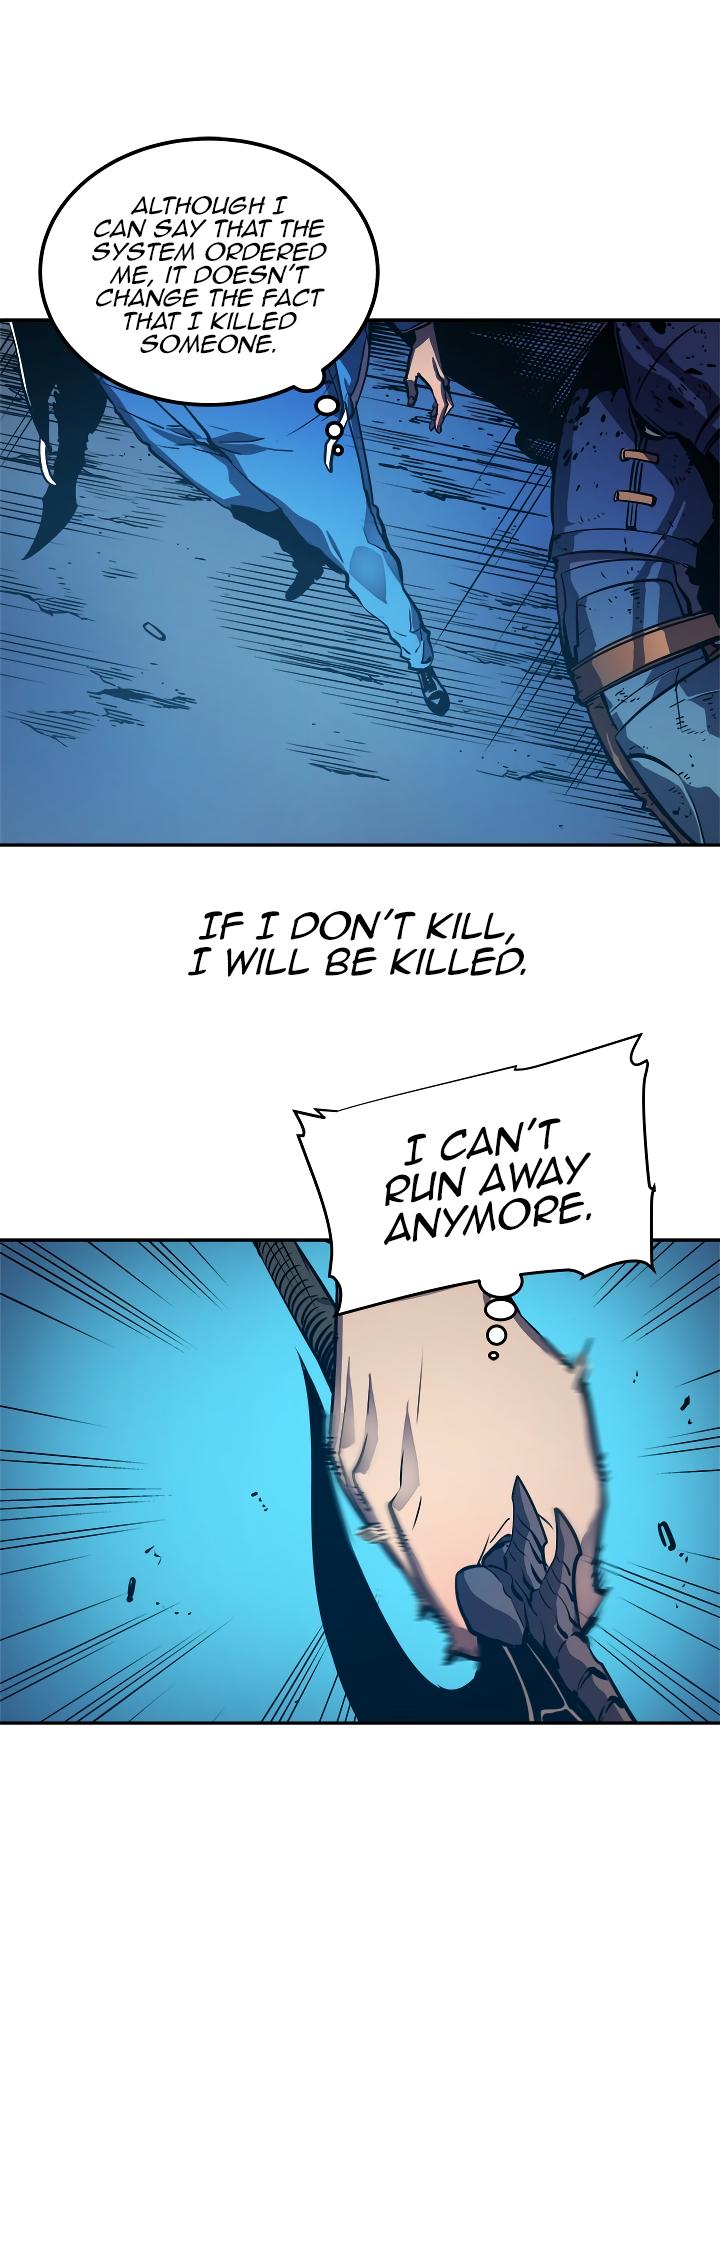 ALTHOUGH I
CAN SAY THAT THE
SYSTEM ORDERED
ME, IT DOESN'T
CHANGE THE FACT
THAT I KILLED
SOMEONE.
IF I DON'T KILL,
I WILL BE KILLED.
I CAN'T
RUN AWAY
ANYMORE.